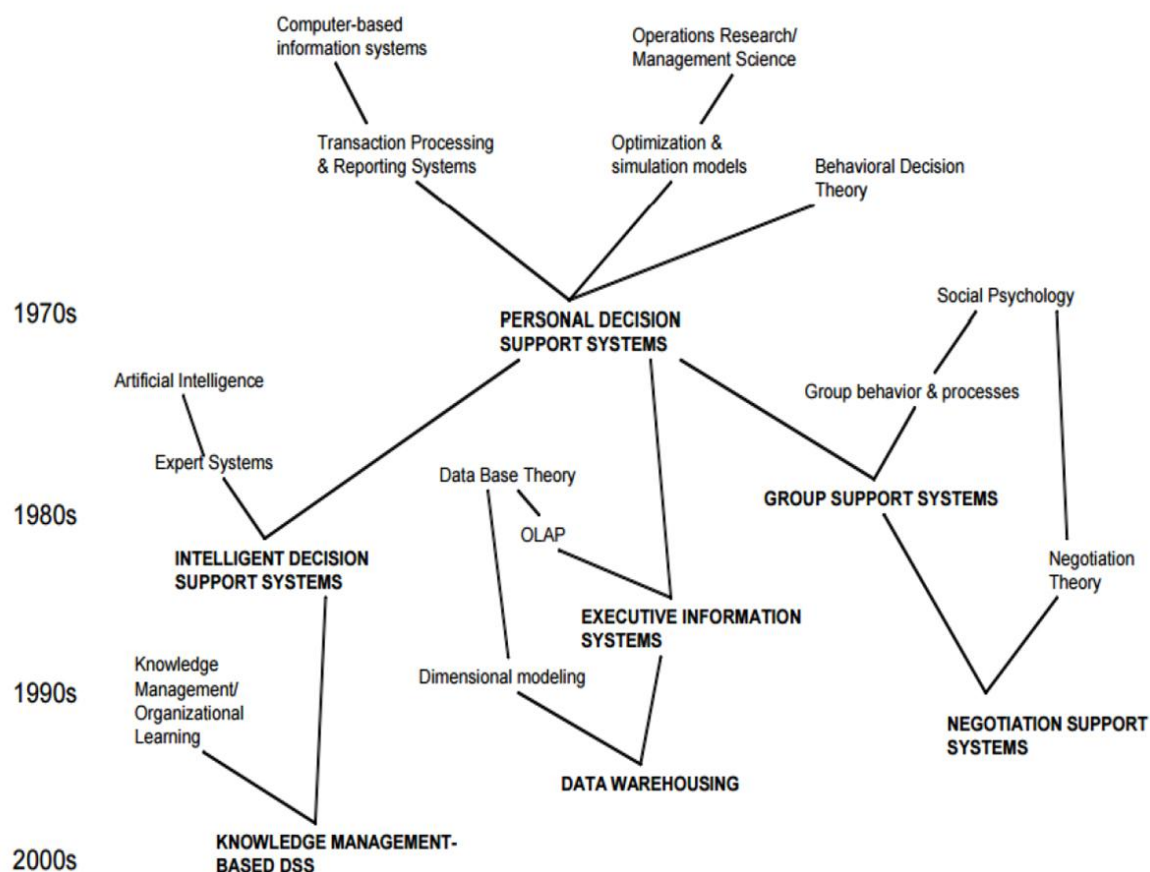 Computer-based
information systems
Operations Research/
Management Science
Transaction Processing
& Reporting Systems
Optimization &
simulation models
Behavioral Decision
Theory
1970s
PERSONAL DECISION
SUPPORT SYSTEMS
Social Psychology
Artificial Intelligence
Group behavior & processes
Expert Systems
Data Base Theory
GROUP SUPPORT SYSTEMS
1980s
OLAP
INTELLIGENT DECISION
SUPPORT SYSTEMS
Negotiation
Theory
EXECUTIVE INFORMATION
SYSTEMS
Knowledge
Management/
Organizational
Learning
Dimensional modeling
1990s
NEGOTIATION SUPPORT
SYSTEMS
DATA WAREHOUSING
KNOWLEDGE MANAGEMENT-
BASED DSS
2000s